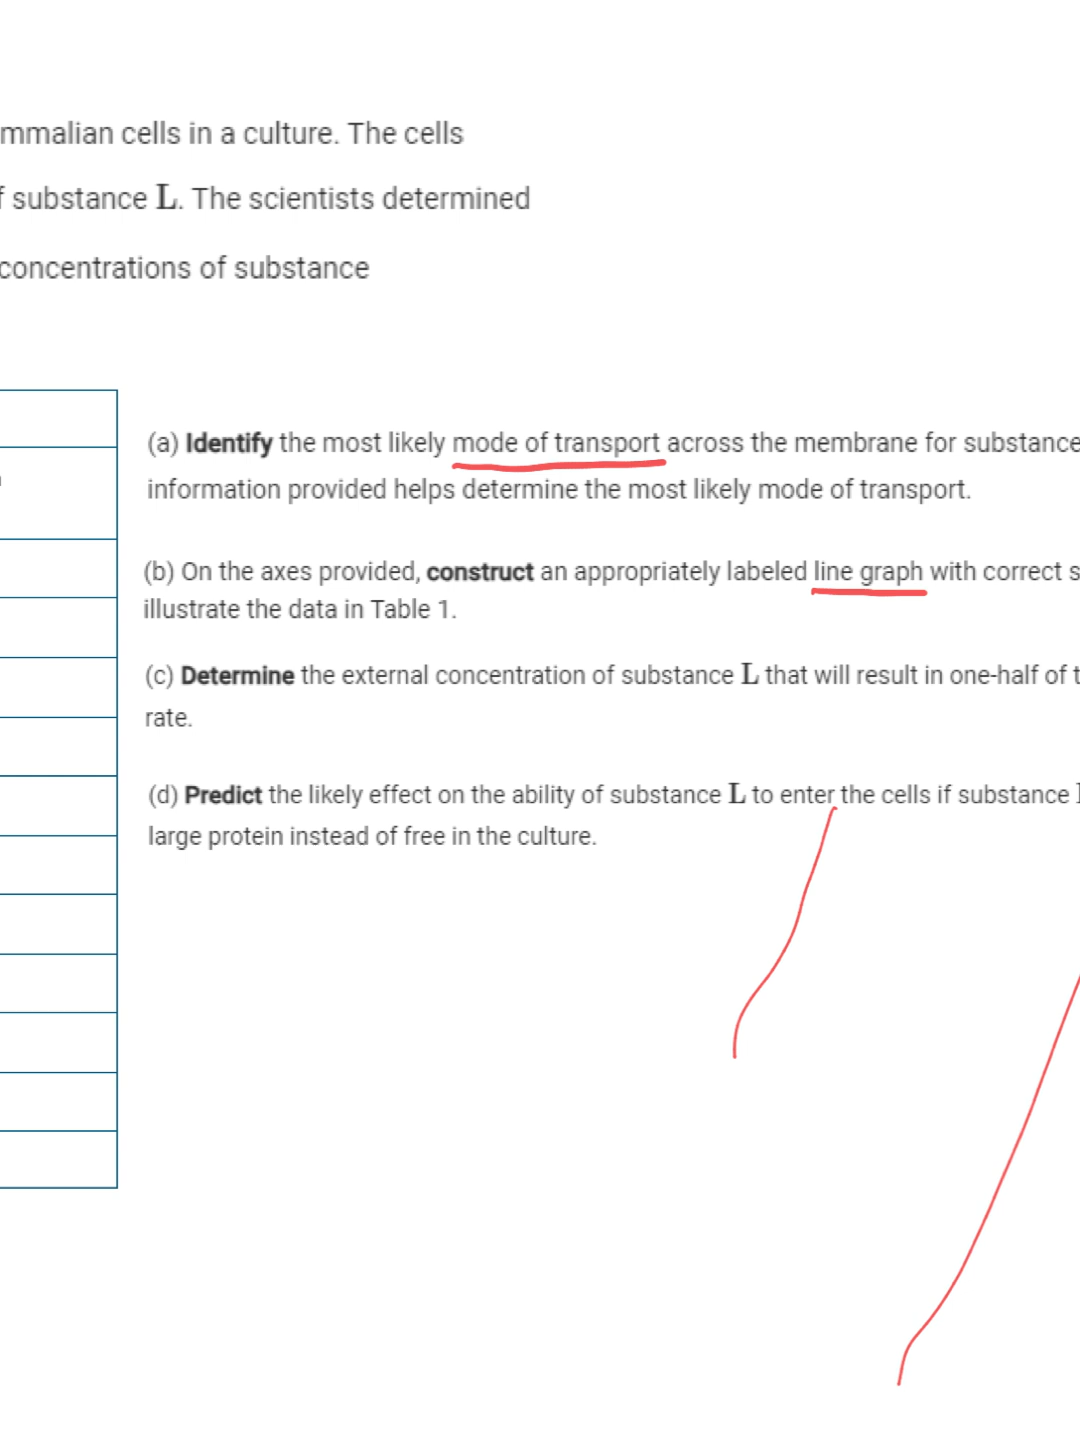 mmalian cells in a culture. The cells
f substance L. The scientists determined
concentrations of substance
(a) Identify the most likely mode of transport across the membrane for substance
information provided helps determine the most likely mode of transport.
(b) On the axes provided, construct an appropriately labeled line graph with correct s
illustrate the data in Table 1.
(c) Determine the external concentration of substance L that will result in one-half of t
rate.
(d) Predict the likely effect on the ability of substance L to enter the cells if substance
large protein instead of free in the culture.